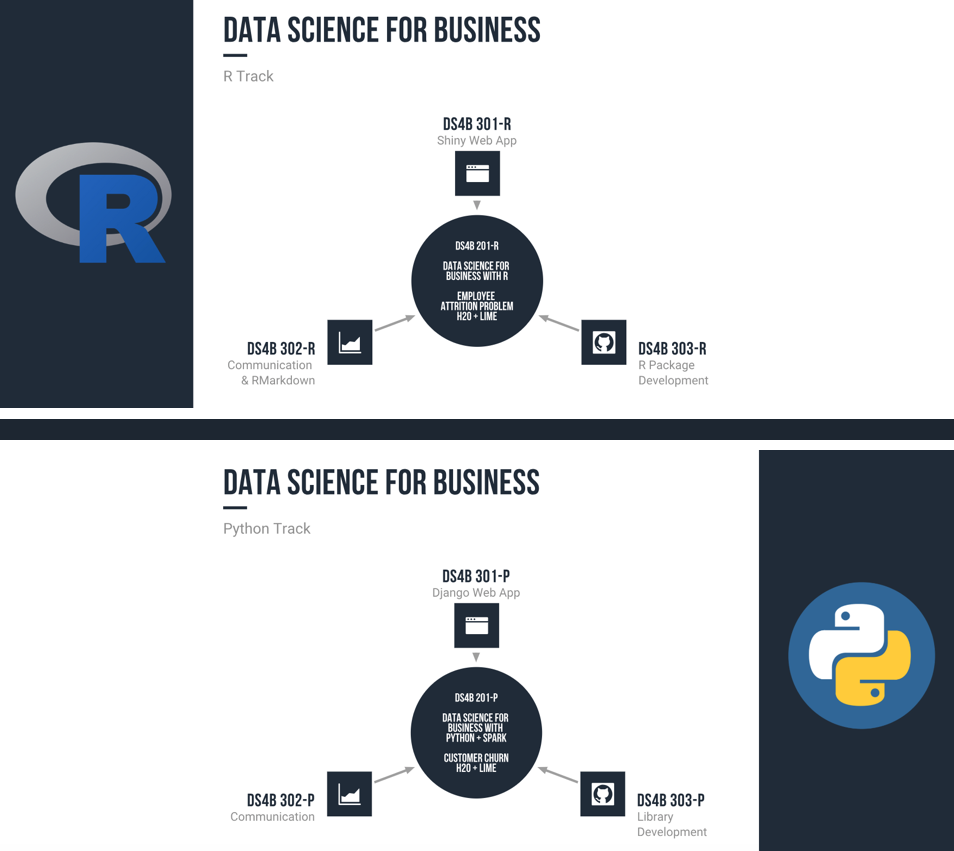 DATA SCIENCE FOR BUSINESS
R Track
DS4B 301-R
Shiny Web App
R
DS4B 201-R
DATA SCIENCE FOR
BUSINESS WITH R
EMPLOYEE
ATTRITION PROBLEM
H2O + LIME
DS4B 302-R
Communication
& RMarkdown
DS4B 303-R
R Package
Development
DATA SCIENCE FOR BUSINESS
Python Track
DS4B 301-P
Django Web App
DS4B 201-P
DATA SCIENCE FOR
BUSINESS WITH
PYTHON + SPARK
CUSTOMER CHURN
H2O + LIME
DS4B 302-P
Communication
DS4B 303-P
Library
Development